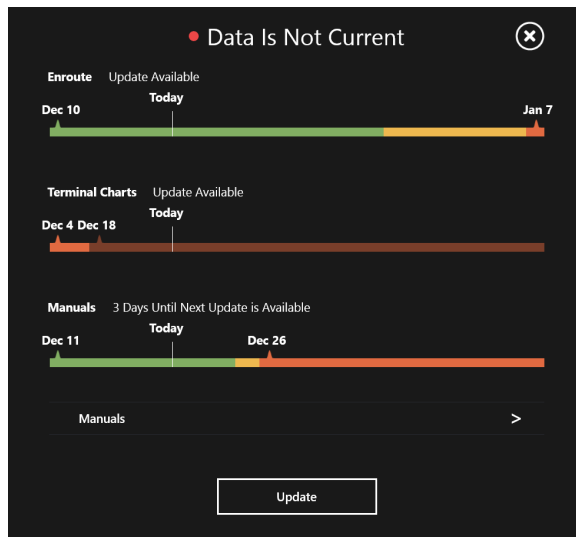 Data Is Not Current
Enroute Update Available
Today
Dec 10 Jan 7
Terminal Charts Update Available
Today
Dec 4 Dec 18
Manuals 3 Days Until Next Update is Available
Today
Dec 11 Dec 26
Manuals >
Update